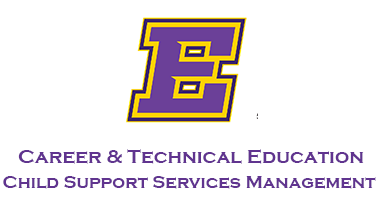 E
Career & Technical Education
Child Support Services Management